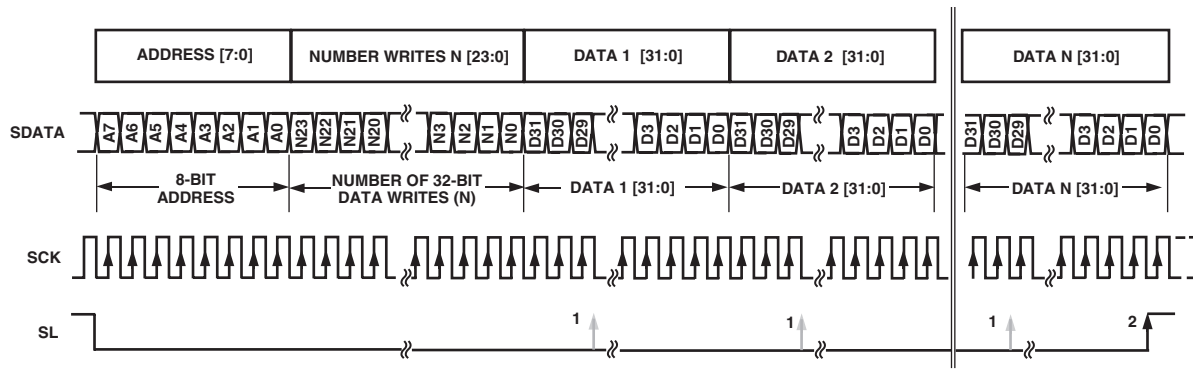 ADDRESS [7:0] NUMBER WRITES N [23:0] DATA 1 [31:0] DATA 2 [31:0] DATA N [31:0]
SDATA A7 A6 A5 A4 A3 A2 A1 A0 N23 N22 N21 N20 N3 N2 N1 N0 D31 D30 D29 D3 D2 D1 D0 D31 D30 D29 D3 D2 D1 D0 D31 D30 D29 D3 D2 D1 D0
8-BIT ADDRESS
NUMBER OF 32-BIT DATA WRITES (N)
DATA 1 [31:0] DATA 2 [31:0] DATA N [31:0]
SCK
SL 1 1 1 2